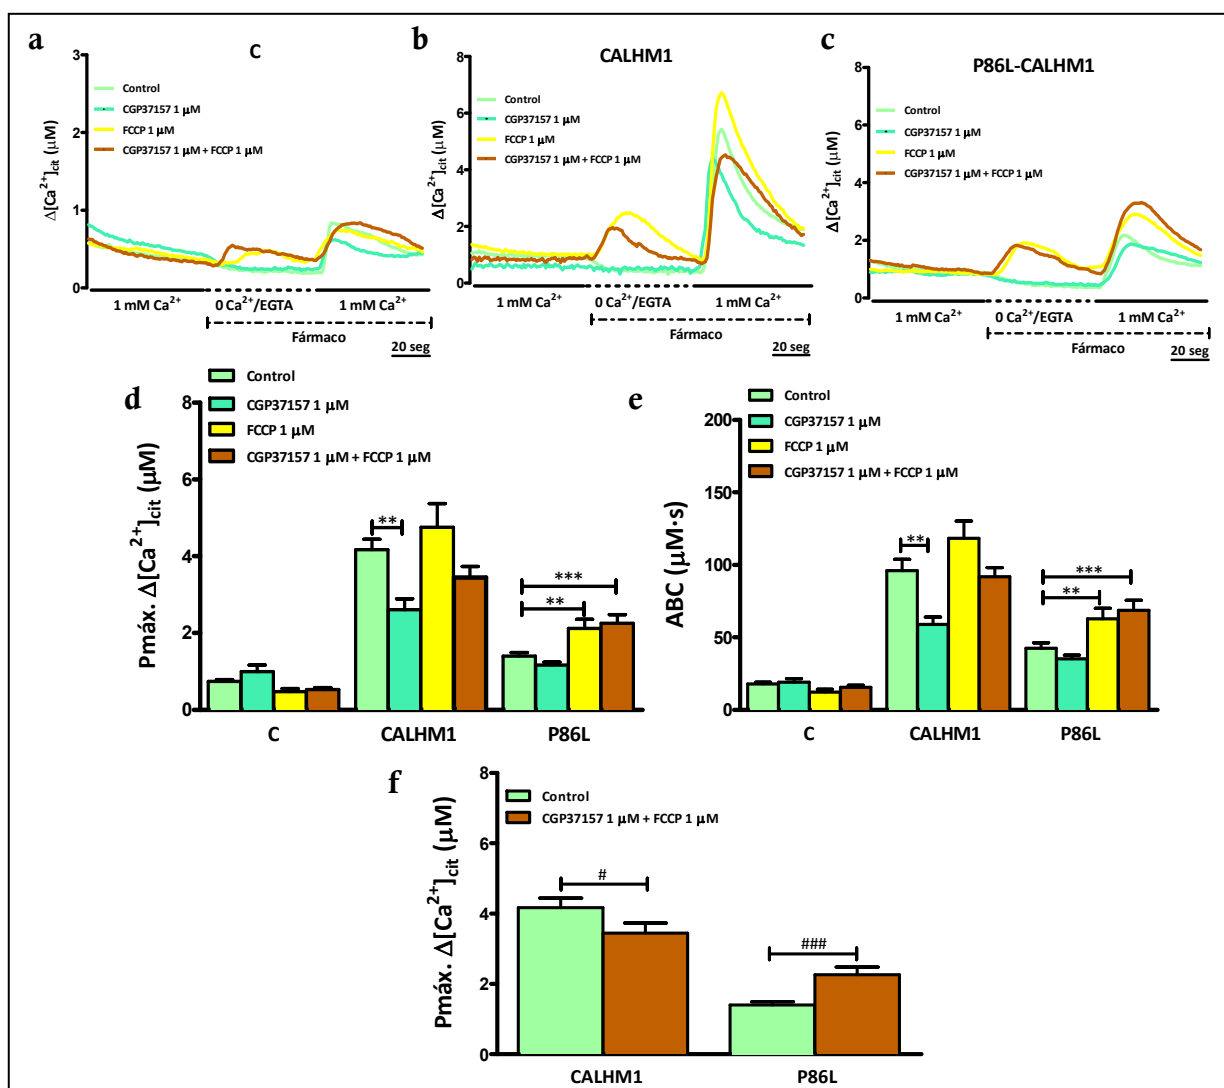 a
C
3
2
1
0
Δ[Ca²⁺]cit (μM)
Control
CGP37157 1 μM
FCCP 1 μM
CGP37157 1 μM + FCCP 1 μM
1 mM Ca²⁺
0 Ca²⁺/EGTA
1 mM Ca²⁺
Fármaco
20 seg
b
CALHM1
8
6
4
2
0
Δ[Ca²⁺]cit (μM)
Control
CGP37157 1 μM
FCCP 1 μM
CGP37157 1 μM + FCCP 1 μM
1 mM Ca²⁺
0 Ca²⁺/EGTA
1 mM Ca²⁺
Fármaco
20 seg
c
P86L-CALHM1
8
6
4
2
0
Δ[Ca²⁺]cit (μM)
Control
CGP37157 1 μM
FCCP 1 μM
CGP37157 1 μM + FCCP 1 μM
1 mM Ca²⁺
0 Ca²⁺/EGTA
1 mM Ca²⁺
Fármaco
20 seg
d
Control
CGP37157 1 μM
FCCP 1 μM
CGP37157 1 μM + FCCP 1 μM
8
6
4
2
0
Pmáx. Δ[Ca²⁺]cit (μM)
**
***
**
C
CALHM1
P86L
e
Control
CGP37157 1 μM
FCCP 1 μM
CGP37157 1 μM + FCCP 1 μM
200
150
100
50
0
ABC (μM·s)
**
***
**
C
CALHM1
P86L
f
Control
CGP37157 1 μM + FCCP 1 μM
8
6
4
2
0
Pmáx. Δ[Ca²⁺]cit (μM)
#
###
CALHM1
P86L